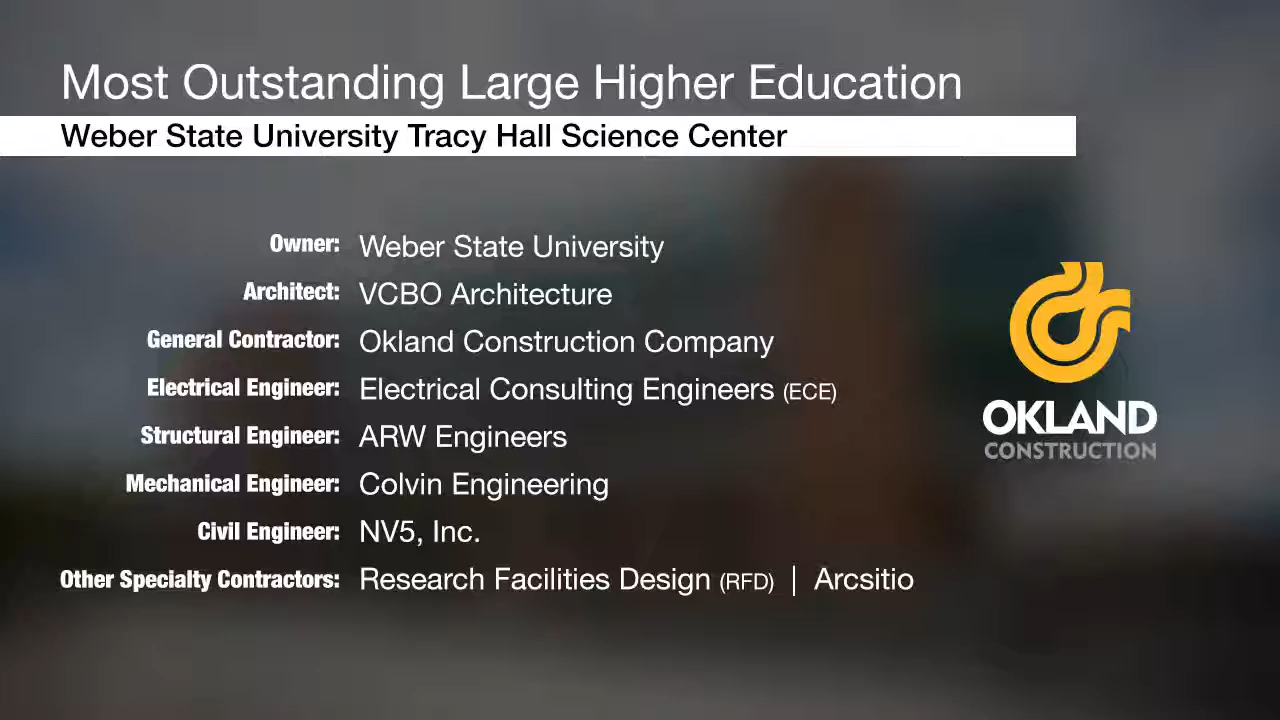 Most Outstanding Large Higher Education
Weber State University Tracy Hall Science Center
Owner: Weber State University
Architect: VCBO Architecture
General Contractor: Okland Construction Company
Electrical Engineer: Electrical Consulting Engineers (ECE)
Structural Engineer: ARW Engineers
Mechanical Engineer: Colvin Engineering
Civil Engineer: NV5, Inc.
Other Specialty Contractors: Research Facilities Design (RFD) | Arcsitio
OKLAND
CONSTRUCTION